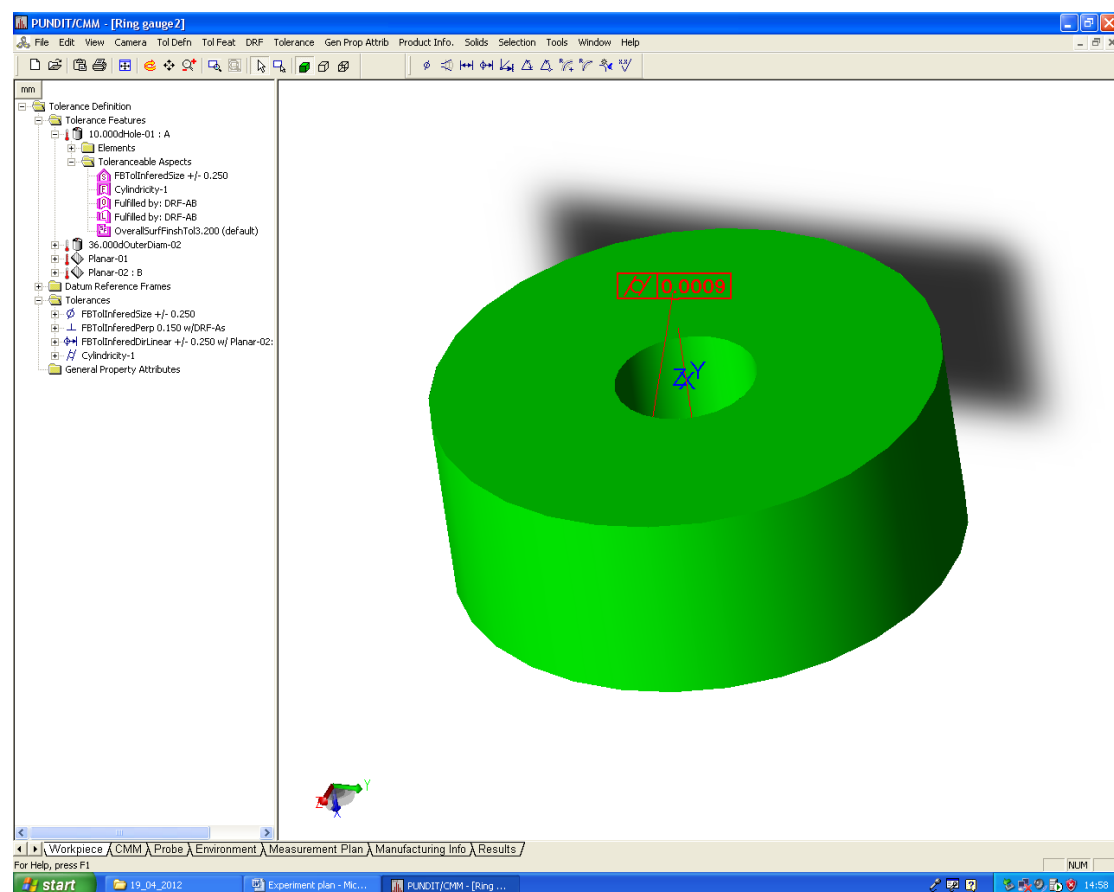 PUNDIT/CMM - [Ring gauge2]
File Edit View Camera Tol Defn Tol Feat DRF Tolerance Gen Prop Attrib Product Info. Solids Selection Tools Window Help
mm
Tolerance Definition
Tolerance Features
10.000dHole-01 : A
Elements
Toleranceable Aspects
FBTolInferedSize +/- 0.250
Cylindricity-1
Fulfilled by: DRF-AB
Fulfilled by: DRF-AB
OverallSurfFinshTol3.200 (default)
36.000dOuterDiam-02
Planar-01
Planar-02 : B
Datum Reference Frames
Tolerances
FBTolInferedSize +/- 0.250
FBTolInferedPerp 0.150 w/DRF-As
FBTolInferedDirLinear +/- 0.250 w/ Planar-02:
Cylindricity-1
General Property Attributes
0.0009
Z X Y
Z X Y
Workpiece CMM Probe Environment Measurement Plan Manufacturing Info Results
For Help, press F1
NUM
start 19_04_2012 Experiment plan - Mic... PUNDIT/CMM - [Ring ... 14:58